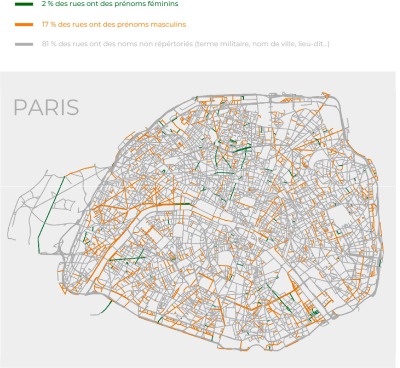 2 % des rues ont des prénoms féminins
17 % des rues ont des prénoms masculins
81 % des rues ont des noms non répértoriés (terme militaire, nom de ville, lieu-dit...)
PARIS